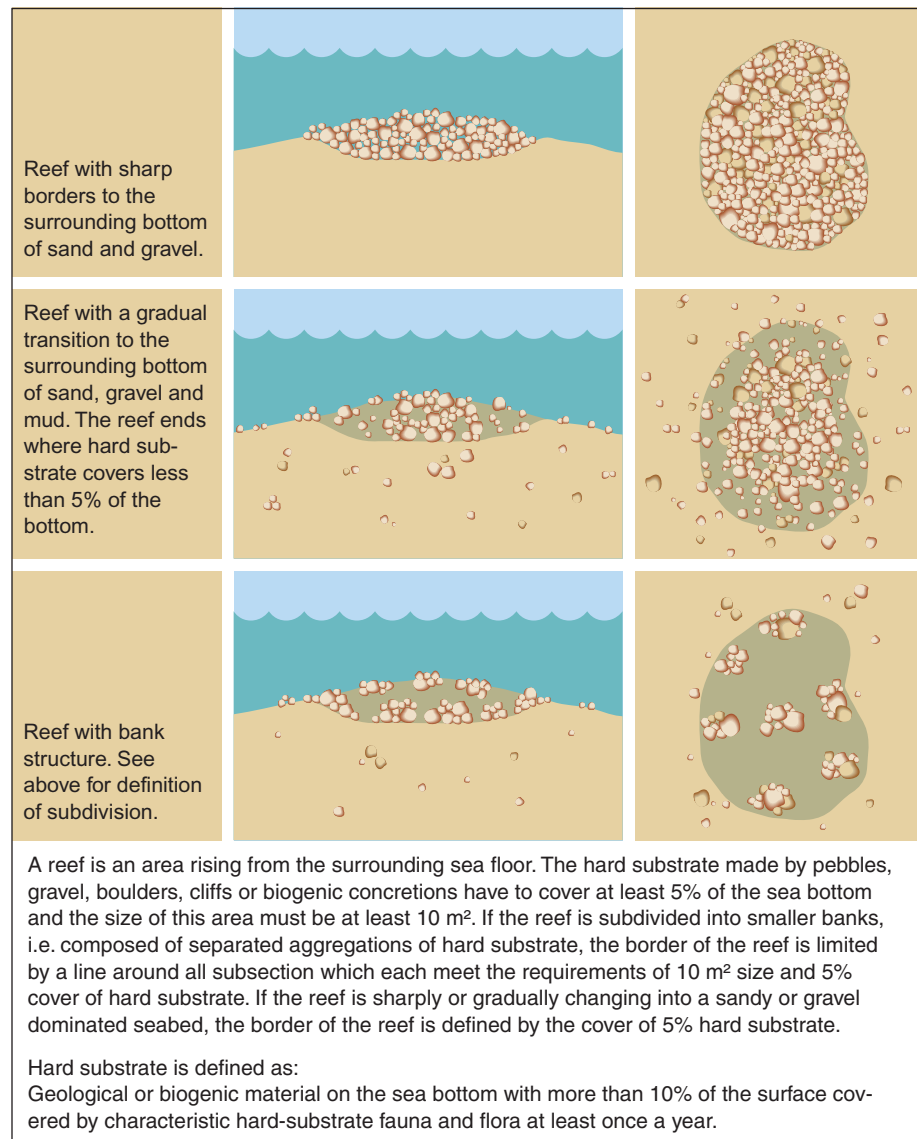 Reef with sharp
borders to the
surrounding bottom
of sand and gravel.
Reef with a gradual
transition to the
surrounding bottom
of sand, gravel and
mud. The reef ends
where hard sub-
strate covers less
than 5% of the
bottom.
Reef with bank
structure. See
above for definition
of subdivision.
A reef is an area rising from the surrounding sea floor. The hard substrate made by pebbles,
gravel, boulders, cliffs or biogenic concretions have to cover at least 5% of the sea bottom
and the size of this area must be at least 10 m². If the reef is subdivided into smaller banks,
i.e. composed of separated aggregations of hard substrate, the border of the reef is limited
by a line around all subsection which each meet the requirements of 10 m² size and 5%
cover of hard substrate. If the reef is sharply or gradually changing into a sandy or gravel
dominated seabed, the border of the reef is defined by the cover of 5% hard substrate.
Hard substrate is defined as:
Geological or biogenic material on the sea bottom with more than 10% of the surface cov-
ered by characteristic hard-substrate fauna and flora at least once a year.